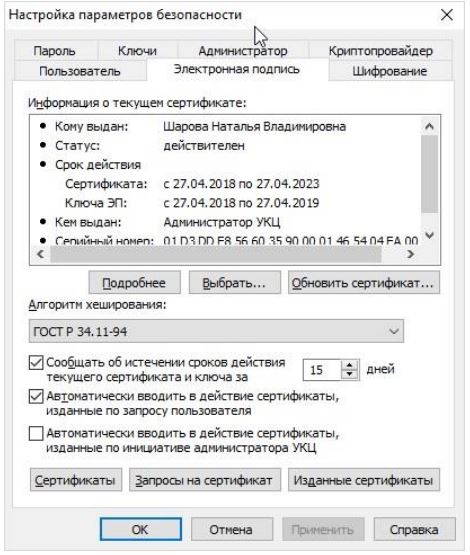 Настройка параметров безопасности
Пароль Ключи Администратор Криптопровайдер
Пользователь Электронная подпись Шифрование
Информация о текущем сертификате:
• Кому выдан: Шарова Наталья Владимировна
• Статус: действителен
• Срок действия
Сертификата: с 27.04.2018 по 27.04.2023
Ключа ЭП: с 27.04.2018 по 27.04.2019
• Кем выдан: Администратор УКЦ
• Серийный номер: 01 D3 DD E8 56 60 35 90 00 01 46 54 04 FA 00
Подробнее Выбрать... Обновить сертификат...
Алгоритм хеширования:
ГОСТ Р 34.11-94
Сообщать об истечении сроков действия
текущего сертификата и ключа за 15 дней
Автоматически вводить в действие сертификаты,
изданные по запросу пользователя
Автоматически вводить в действие сертификаты,
изданные по инициативе администратора УКЦ
Сертификаты Запросы на сертификат Изданные сертификаты
ОК Отмена Применить Справка